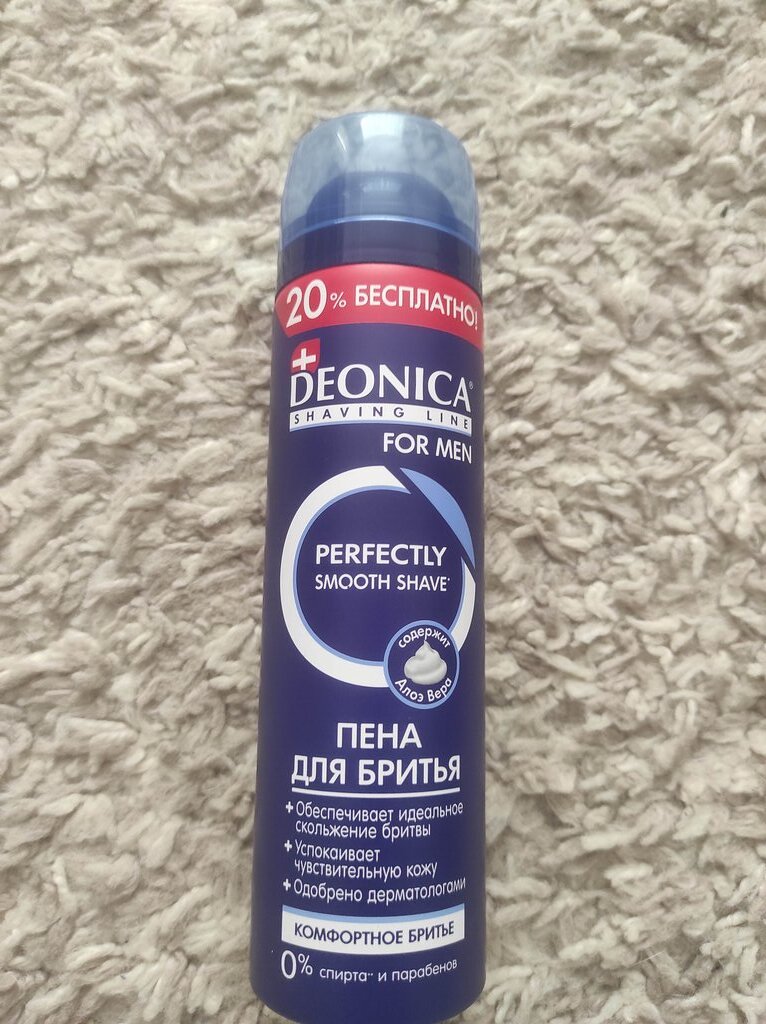 20% БЕСПЛАТНО!
DEONICA®
SHAVING LINE
FOR MEN
PERFECTLY
SMOOTH SHAVE*
содержит
Алоэ Вера
ПЕНА
ДЛЯ БРИТЬЯ
+ Обеспечивает идеальное
скольжение бритвы
+ Успокаивает
чувствительную кожу
+ Одобрено дерматологами
КОМФОРТНОЕ БРИТЬЕ
0% спирта** и парабенов